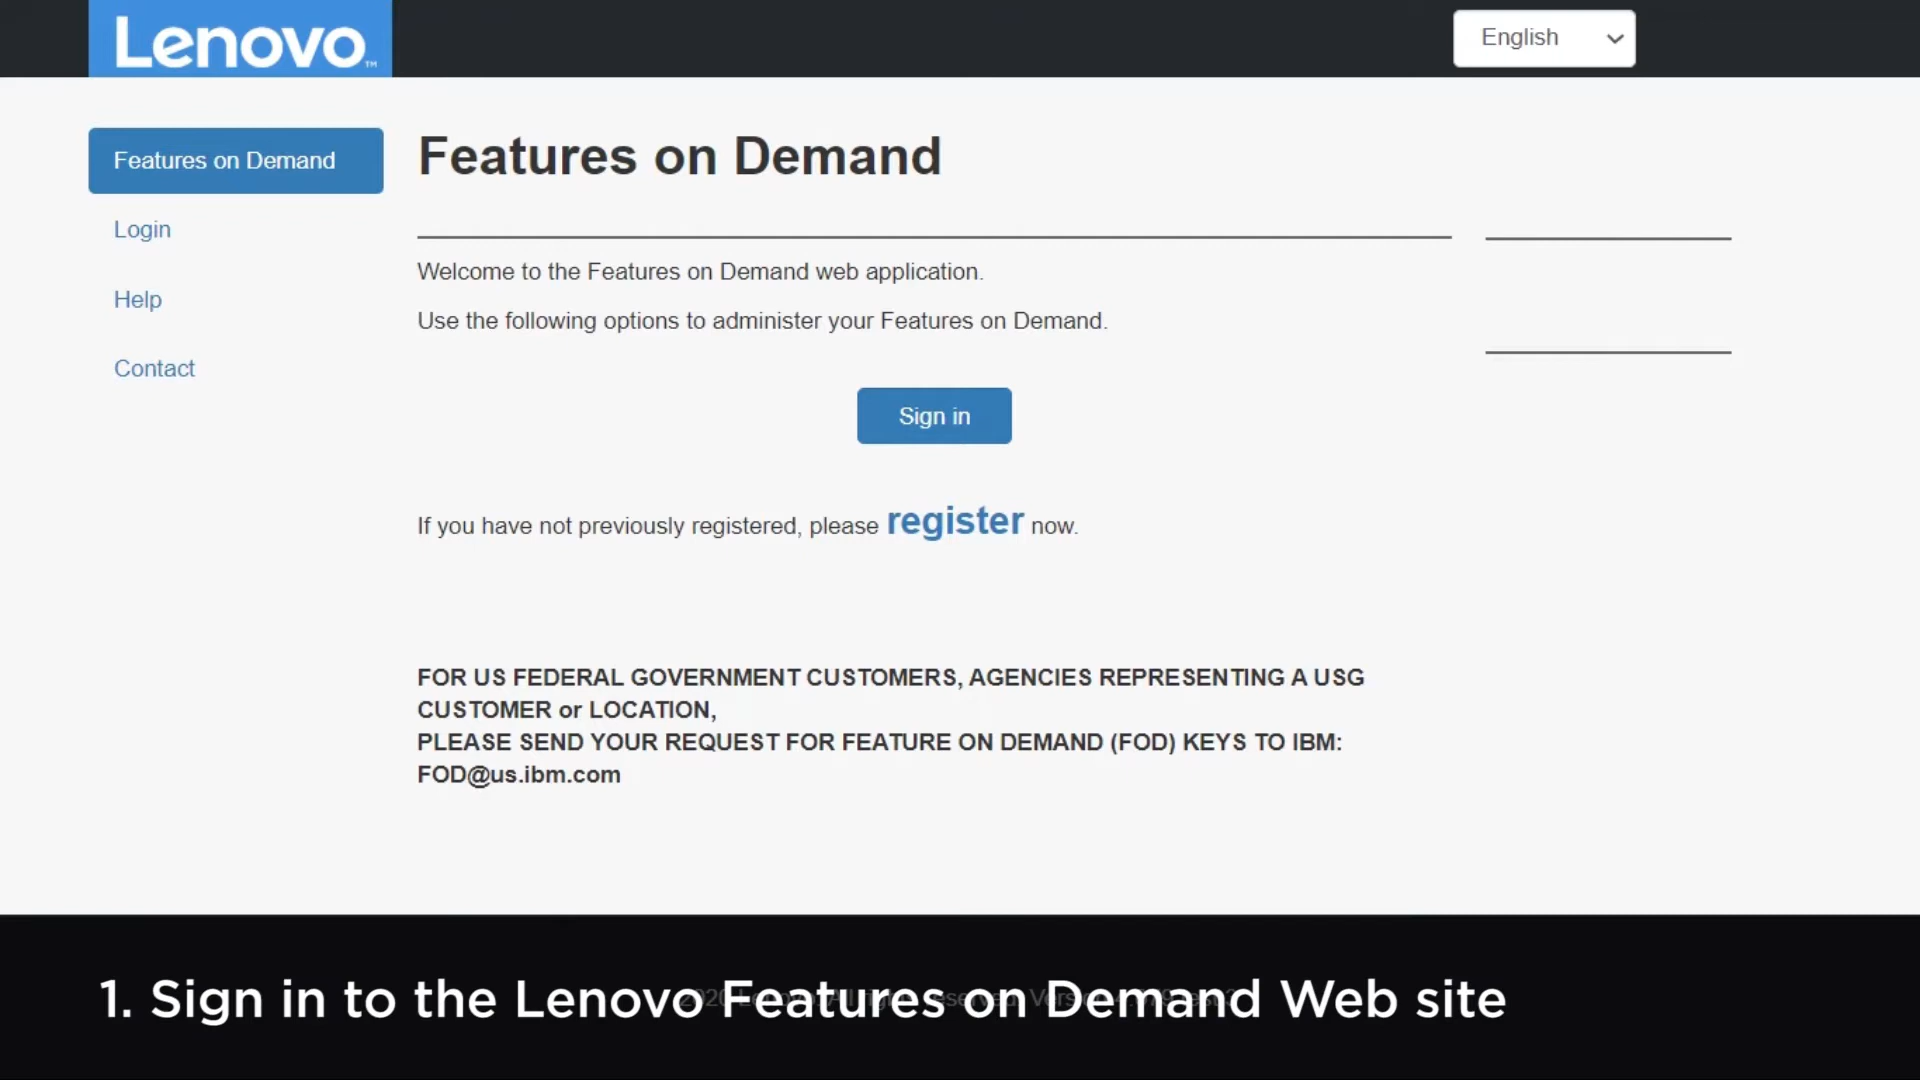 Lenovo™
English
Features on Demand
Login
Help
Contact
Features on Demand
Welcome to the Features on Demand web application.
Use the following options to administer your Features on Demand.
Sign in
If you have not previously registered, please register now.
FOR US FEDERAL GOVERNMENT CUSTOMERS, AGENCIES REPRESENTING A USG
CUSTOMER or LOCATION,
PLEASE SEND YOUR REQUEST FOR FEATURE ON DEMAND (FOD) KEYS TO IBM:
FOD@us.ibm.com
1. Sign in to the Lenovo Features on Demand Web site